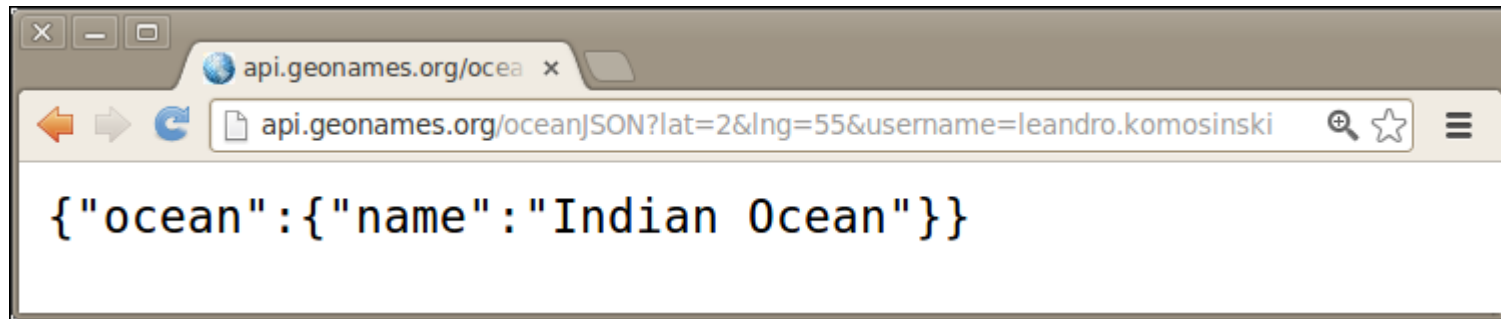 api.geonames.org/ocea
api.geonames.org/oceanJSON?lat=2&lng=55&username=leandro.komosinski
{"ocean":{"name":"Indian Ocean"}}